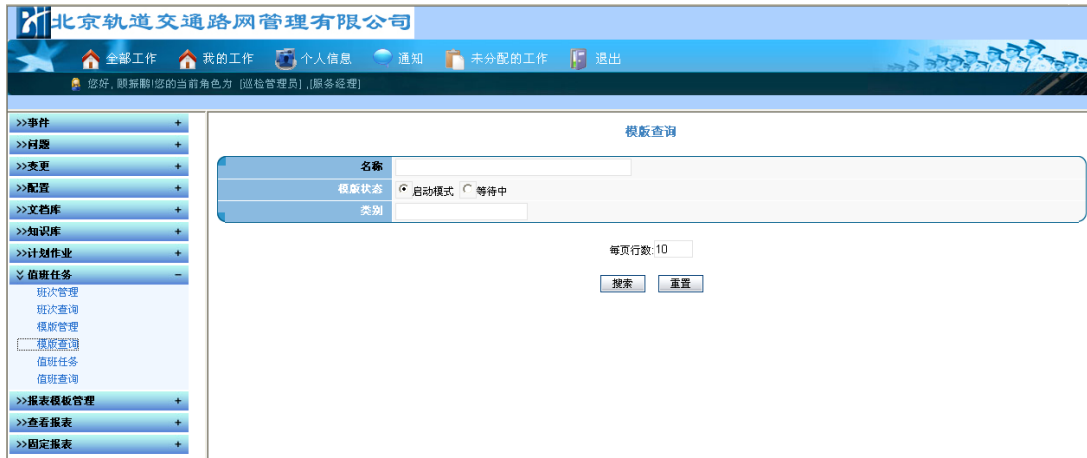 北京轨道交通路网管理有限公司
全部工作 我的工作 个人信息 通知 未分配的工作 退出
您好,顾新鹏!您的当前角色为 [巡检管理员],[服务经理]
>>事件 +
>>问题 +
>>变更 +
>>配置 +
>>文档库 +
>>知识库 +
>>计划作业 +
值班任务 -
班次管理
班次查询
模版管理
模版查询
值班任务
值班查询
>>报表模板管理 +
>>查看报表 +
>>固定报表 +
模版查询
名称
模版状态 启动模式 等待中
类别
每页行数:10
搜索 重置